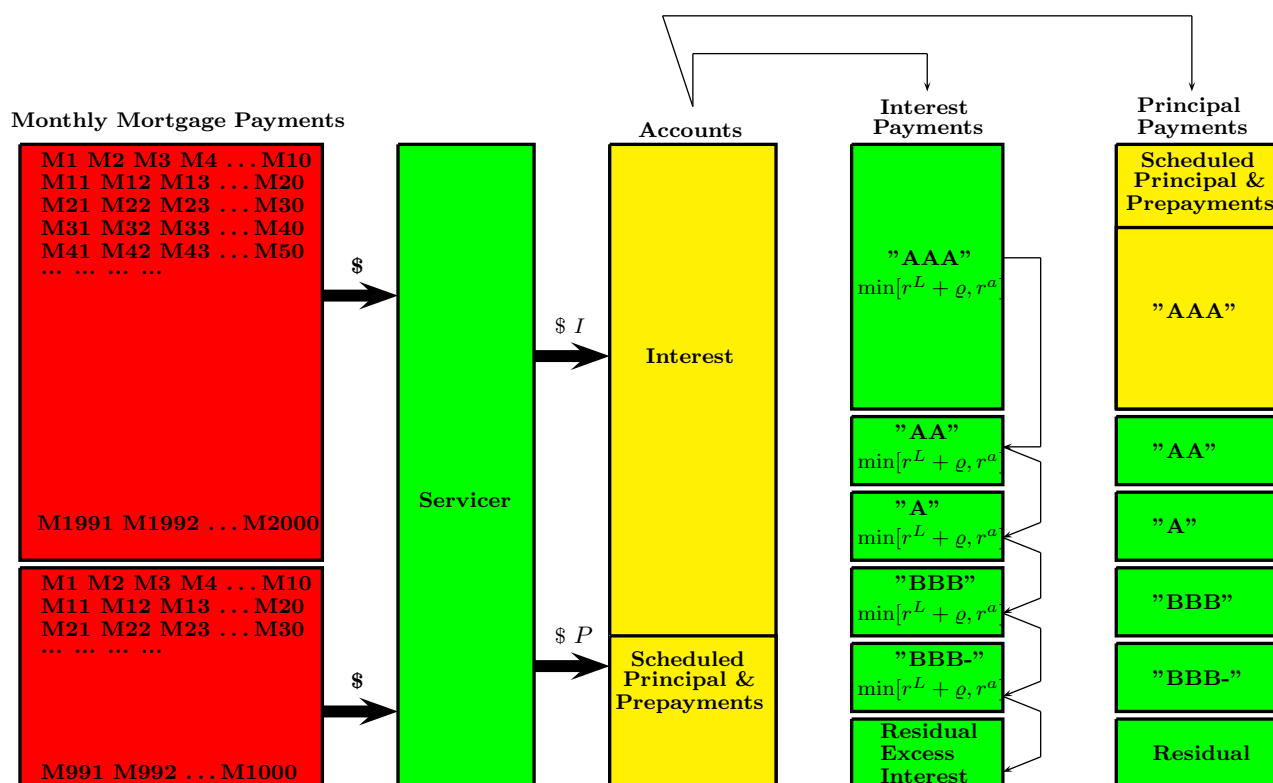 Monthly Mortgage Payments
M1 M2 M3 M4 ... M10
M11 M12 M13 ... M20
M21 M22 M23 ... M30
M31 M32 M33 ... M40
M41 M42 M43 ... M50
... ... ... ...
M1991 M1992 ... M2000
M1 M2 M3 M4 ... M10
M11 M12 M13 ... M20
M21 M22 M23 ... M30
... ... ... ...
M991 M992 ... M1000
$
$
Servicer
$ I
$ P
Accounts
Interest
Scheduled
Principal &
Prepayments
Interest
Payments
"AAA"
min[r^L + ϱ, r^a]
"AA"
min[r^L + ϱ, r^a]
"A"
min[r^L + ϱ, r^a]
"BBB"
min[r^L + ϱ, r^a]
"BBB-"
min[r^L + ϱ, r^a]
Residual
Excess
Interest
Principal
Payments
Scheduled
Principal &
Prepayments
"AAA"
"AA"
"A"
"BBB"
"BBB-"
Residual